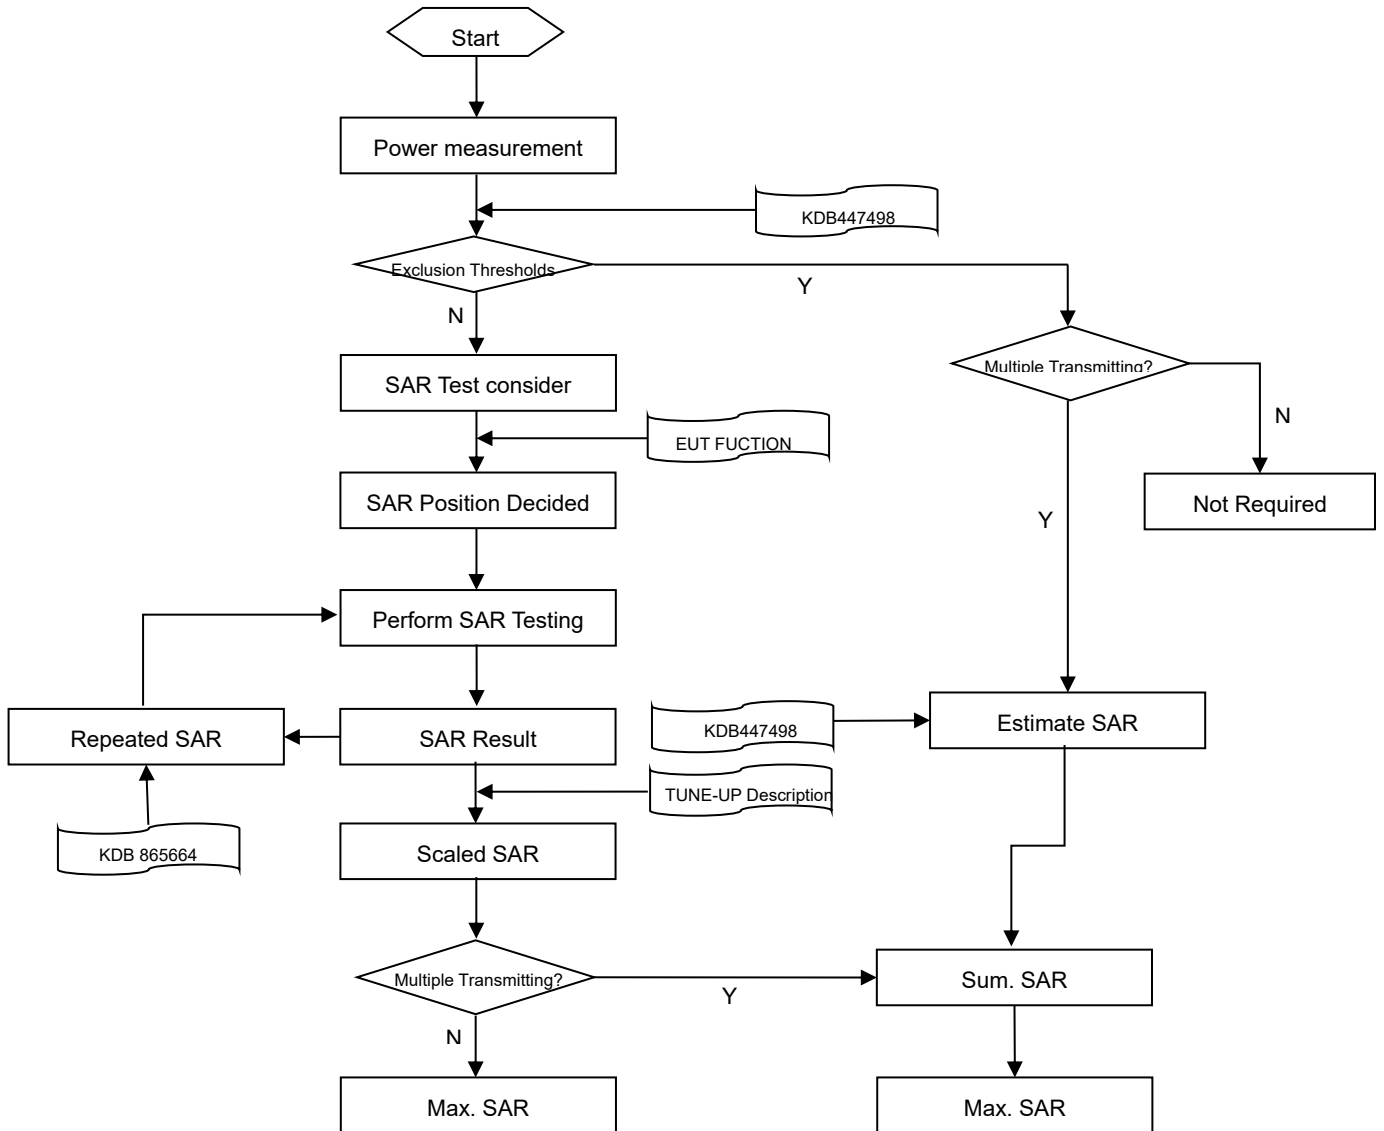 Start
Power measurement
KDB447498
Exclusion Thresholds
Y
N
Multiple Transmitting?
SAR Test consider
N
EUT FUCTION
SAR Position Decided
Not Required
Y
Perform SAR Testing
KDB447498
Estimate SAR
Repeated SAR
SAR Result
TUNE-UP Description
KDB 865664
Scaled SAR
Multiple Transmitting?
Y
Sum. SAR
N
Max. SAR
Max. SAR